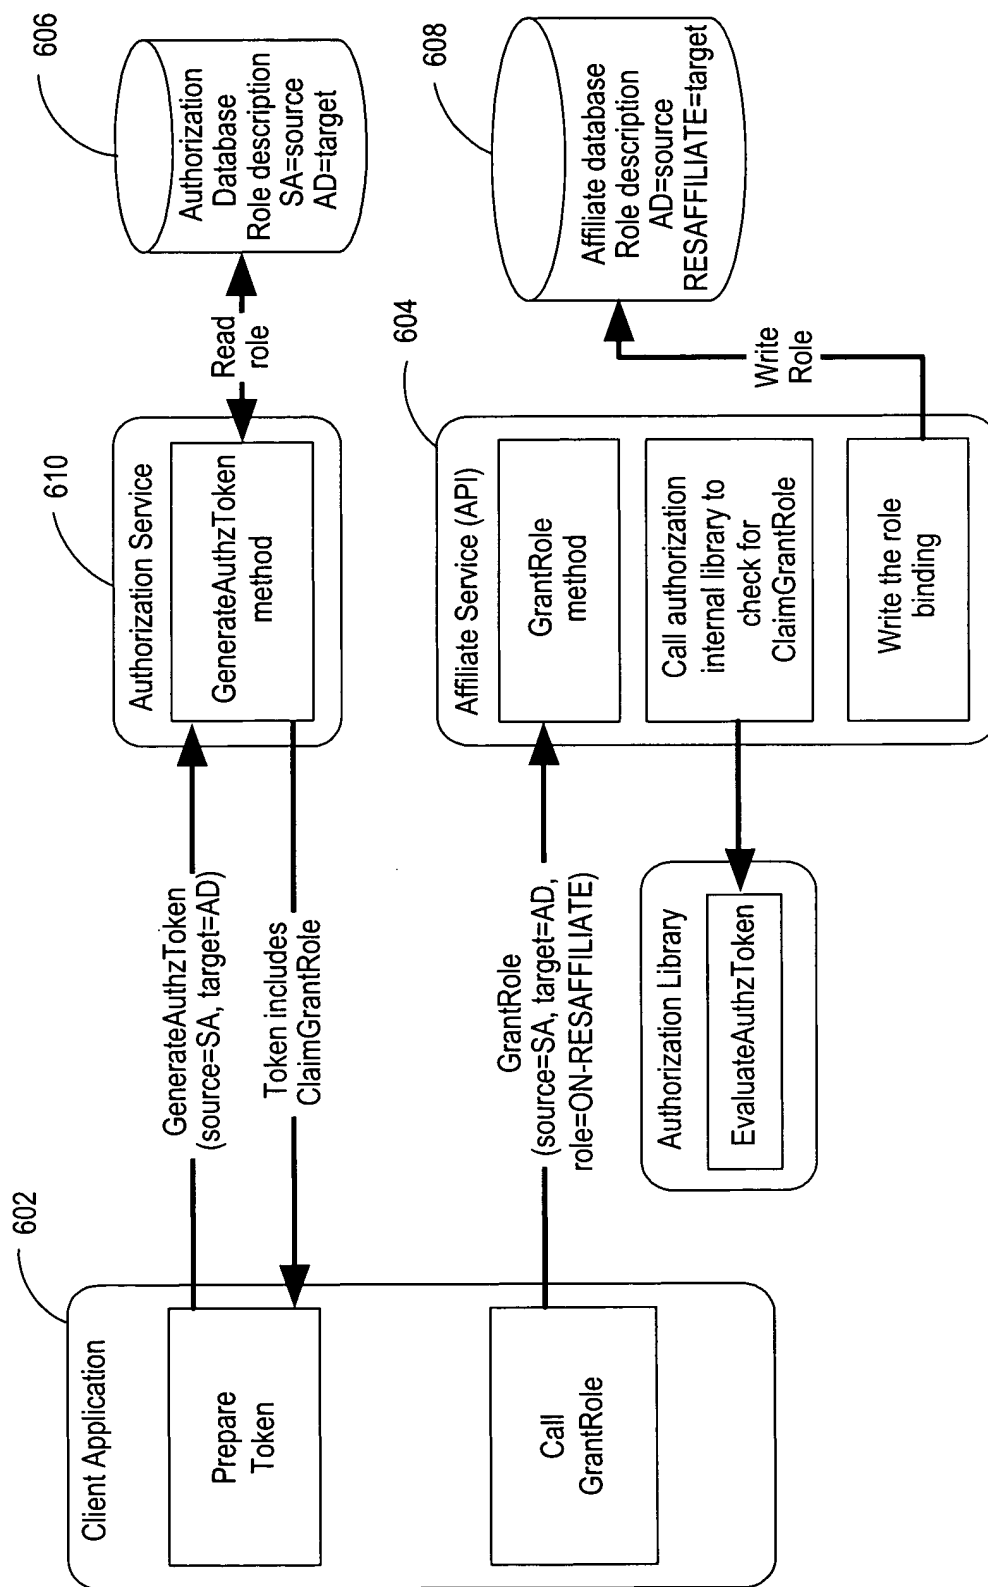 602
Client Application
Prepare
Token
Call
GrantRole
GenerateAuthzToken
(source=SA, target=AD)
Token includes
ClaimGrantRole
GrantRole
(source=SA, target=AD,
role=ON-RESAFFILIATE)
610
Authorization Service
GenerateAuthzToken
method
Read
role
606
Authorization
Database
Role description
SA=source
AD=target
Authorization Library
EvaluateAuthzToken
604
Affiliate Service (API)
GrantRole
method
Call authorization
internal library to
check for
ClaimGrantRole
Write the role
binding
Write
Role
608
Affiliate database
Role description
AD=source
RESAFFILIATE=target